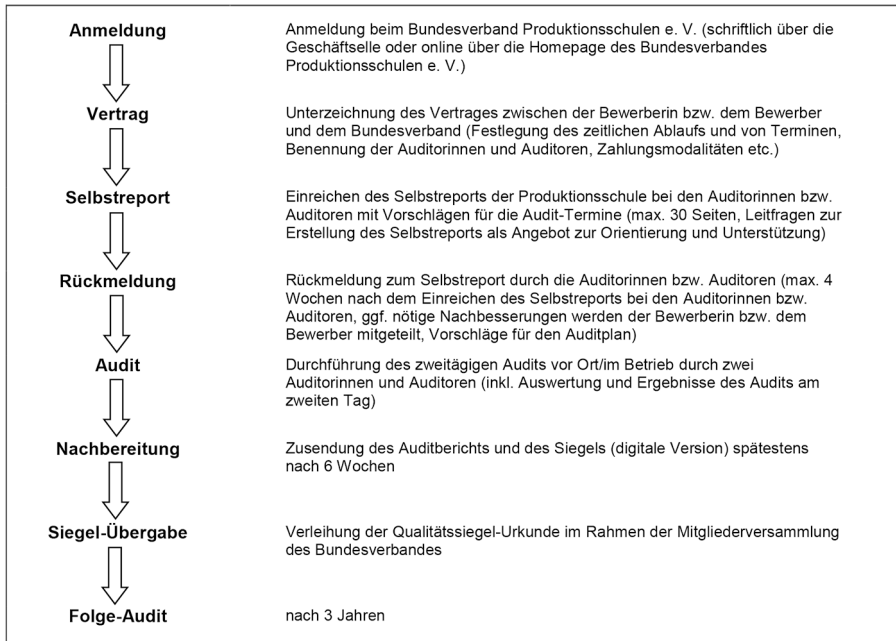 Anmeldung
Anmeldung beim Bundesverband Produktionsschulen e. V. (schriftlich über die
Geschäftselle oder online über die Homepage des Bundesverbandes
Produktionsschulen e. V.)
Vertrag
Unterzeichnung des Vertrages zwischen der Bewerberin bzw. dem Bewerber
und dem Bundesverband (Festlegung des zeitlichen Ablaufs und von Terminen,
Benennung der Auditorinnen und Auditoren, Zahlungsmodalitäten etc.)
Selbstreport
Einreichen des Selbstreports der Produktionsschule bei den Auditorinnen bzw.
Auditoren mit Vorschlägen für die Audit-Termine (max. 30 Seiten, Leitfragen zur
Erstellung des Selbstreports als Angebot zur Orientierung und Unterstützung)
Rückmeldung
Rückmeldung zum Selbstreport durch die Auditorinnen bzw. Auditoren (max. 4
Wochen nach dem Einreichen des Selbstreports bei den Auditorinnen bzw.
Auditoren, ggf. nötige Nachbesserungen werden der Bewerberin bzw. dem
Bewerber mitgeteilt, Vorschläge für den Auditplan)
Audit
Durchführung des zweitägigen Audits vor Ort/im Betrieb durch zwei
Auditorinnen und Auditoren (inkl. Auswertung und Ergebnisse des Audits am
zweiten Tag)
Nachbereitung
Zusendung des Auditberichts und des Siegels (digitale Version) spätestens
nach 6 Wochen
Siegel-Übergabe
Verleihung der Qualitätssiegel-Urkunde im Rahmen der Mitgliederversammlung
des Bundesverbandes
Folge-Audit
nach 3 Jahren